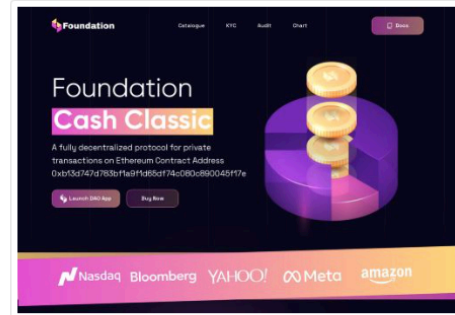 Foundation
Catalogue KYC Audit Chart
Docs
Foundation
Cash Classic
A fully decentralized protocol for private
transactions on Ethereum Contract Address
Launch DAO App Buy Now
Nasdaq Bloomberg YAHOO! Meta amazon